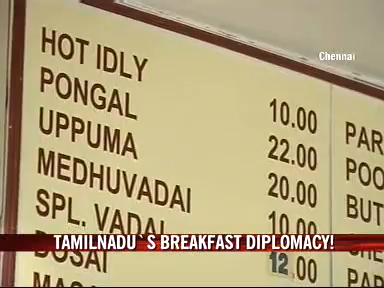 Chennai
HOT IDLY 10.00
PONGAL 22.00
UPPUMA 20.00
MEDHUVADAI 10.00
SPL. VADAI 12.00
DOSAI
PAR
POO
BUT
PAR
TAMILNADU`S BREAKFAST DIPLOMACY!